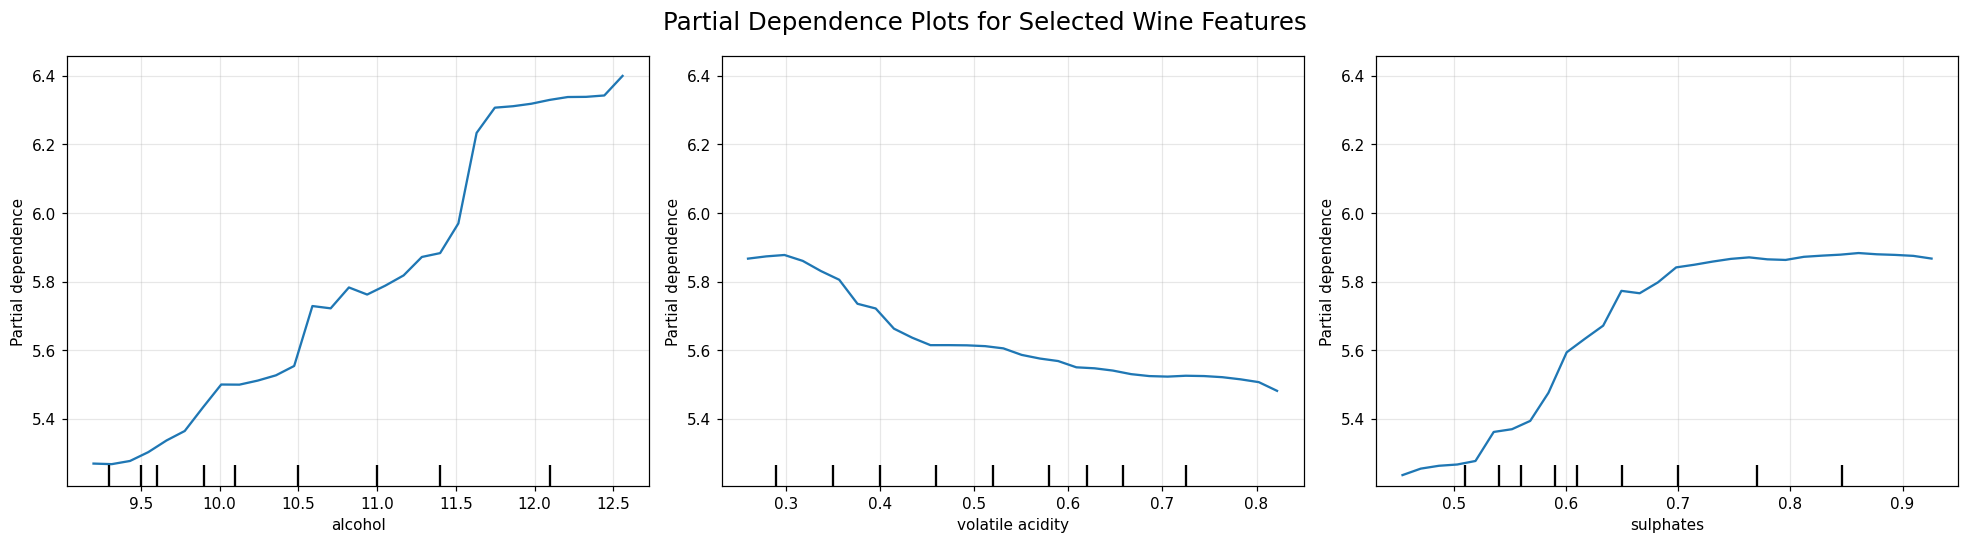 Partial Dependence Plots for Selected Wine Features
Partial dependence
6.4
6.2
6.0
5.8
5.6
5.4
9.5 10.0 10.5 11.0 11.5 12.0 12.5
alcohol
Partial dependence
6.4
6.2
6.0
5.8
5.6
5.4
0.3 0.4 0.5 0.6 0.7 0.8
volatile acidity
Partial dependence
6.4
6.2
6.0
5.8
5.6
5.4
0.5 0.6 0.7 0.8 0.9
sulphates